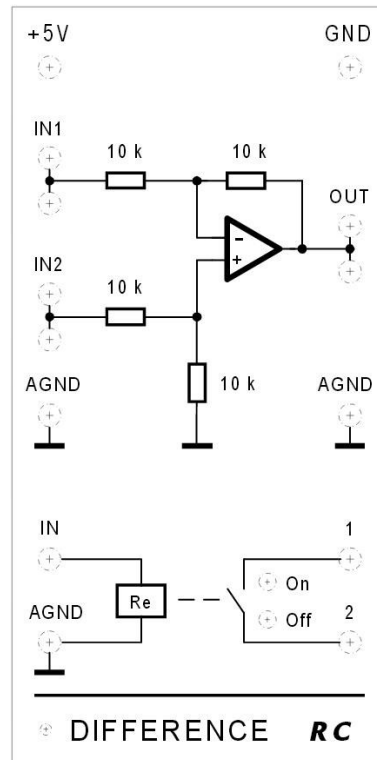 +5V GND
IN1
10 k 10 k
OUT
-
IN2
+
10 k
AGND 10 k AGND
IN 1
Re On
AGND Off 2
DIFFERENCE RC